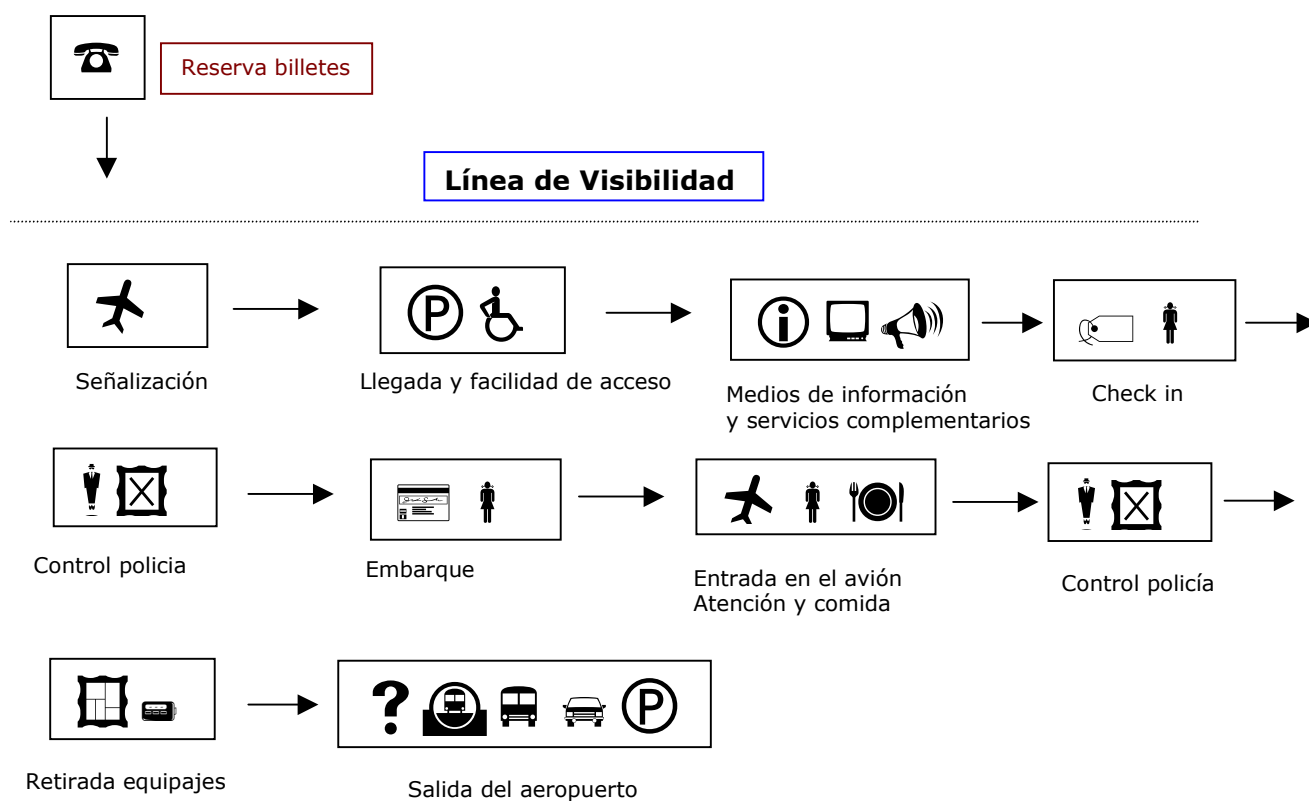 Reserva billetes
Línea de Visibilidad
P
Señalización
Llegada y facilidad de acceso
Medios de información
y servicios complementarios
Check in
Control policia
Embarque
Entrada en el avión
Atención y comida
Control policía
?
P
Retirada equipajes
Salida del aeropuerto